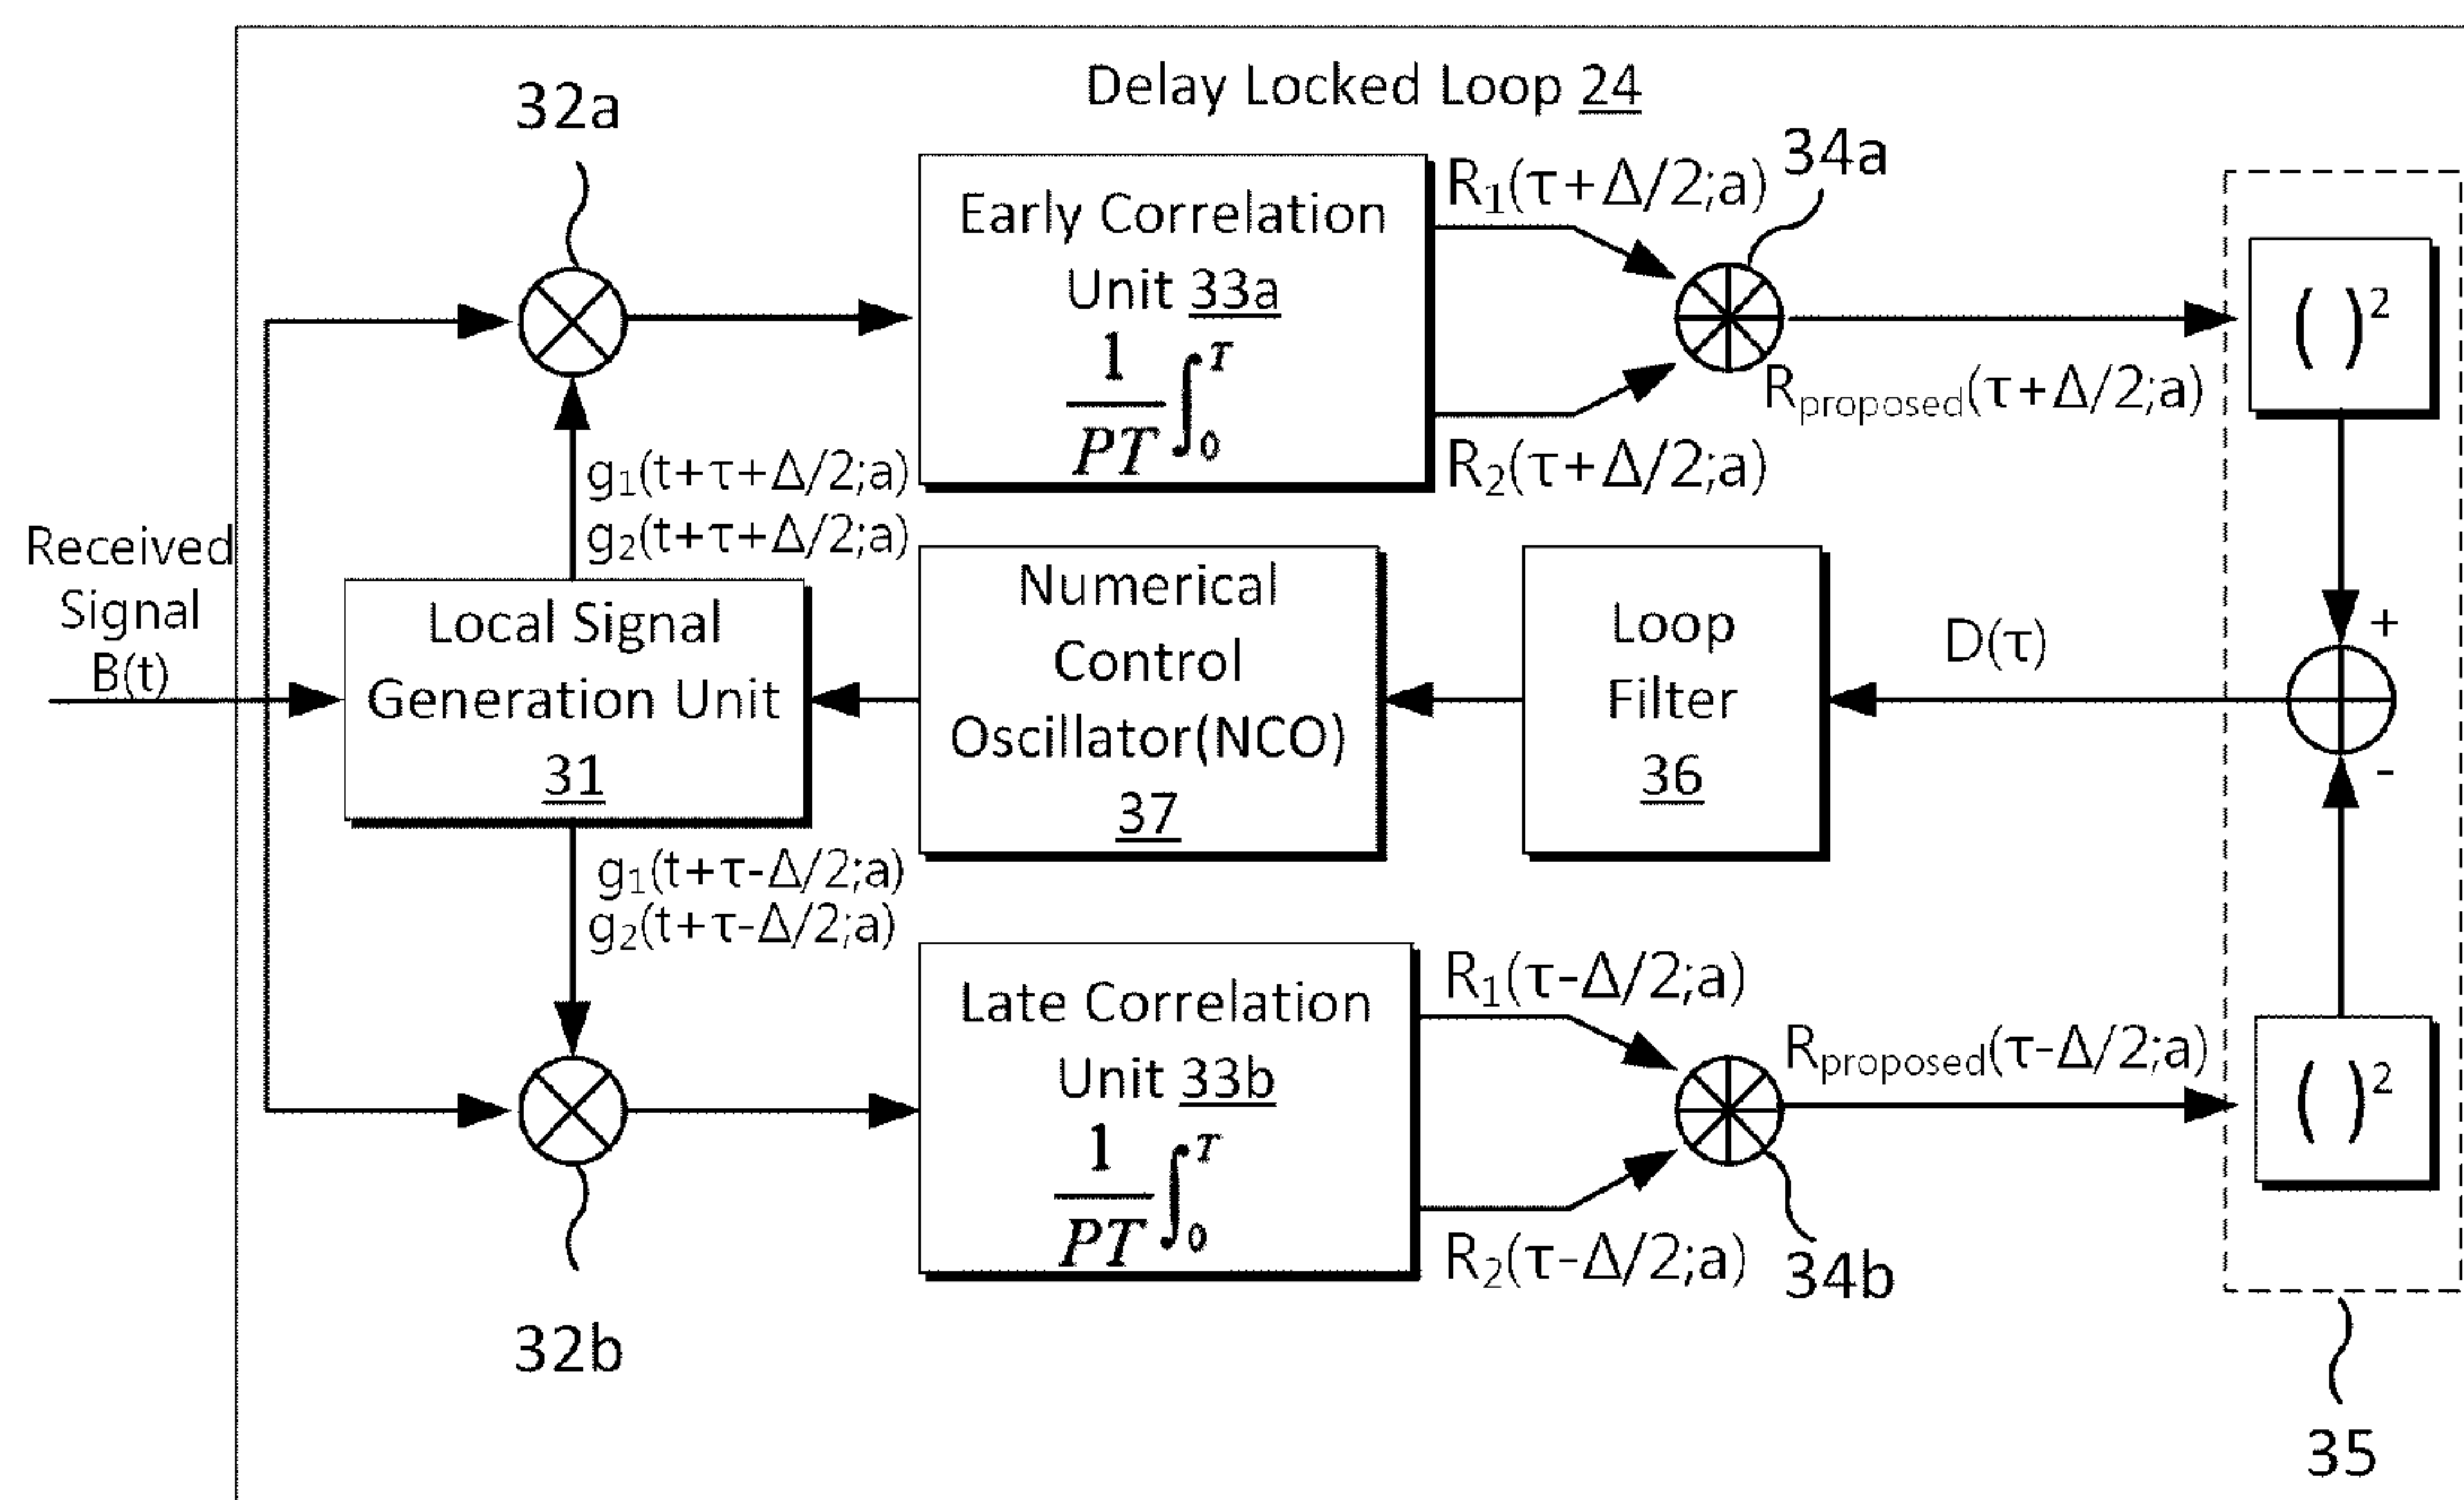 Delay Locked Loop 24
32a
34a
Early Correlation
Unit 33a
1
PT
∫
T
0
R₁(τ+Δ/2;a)
R₂(τ+Δ/2;a)
Rproposed(τ+Δ/2;a)
( )²
g₁(t+τ+Δ/2;a)
g₂(t+τ+Δ/2;a)
Received
Signal
B(t)
Local Signal
Generation Unit
31
Numerical
Control
Oscillator(NCO)
37
Loop
Filter
36
D(τ)
+
-
g₁(t+τ-Δ/2;a)
g₂(t+τ-Δ/2;a)
Late Correlation
Unit 33b
1
PT
∫
T
0
R₁(τ-Δ/2;a)
R₂(τ-Δ/2;a)
Rproposed(τ-Δ/2;a)
( )²
32b
34b
35